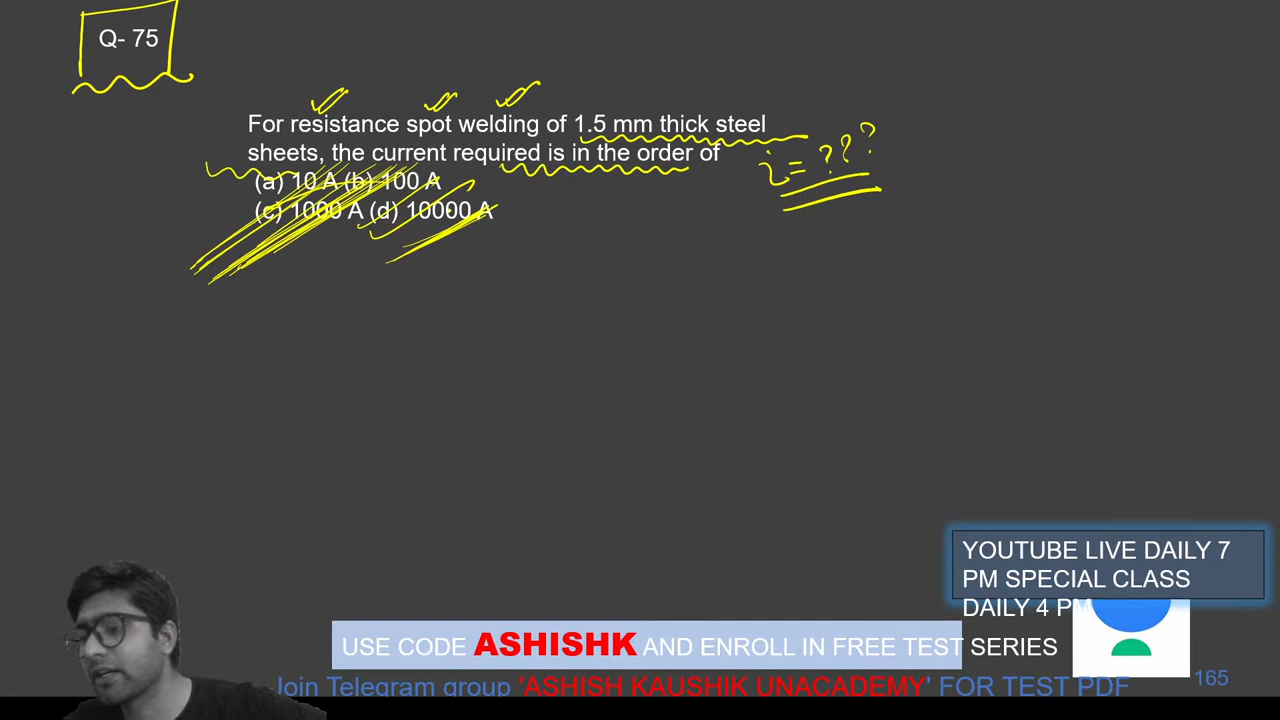 Q- 75
For resistance spot welding of 1.5 mm thick steel
sheets, the current required is in the order of
i = ???
(a) 10 A (b) 100 A
(c) 1000 A (d) 10000 A
YOUTUBE LIVE DAILY 7
PM SPECIAL CLASS
DAILY 4 PM
USE CODE ASHISHK AND ENROLL IN FREE TEST SERIES
Join Telegram group 'ASHISH KAUSHIK UNACADEMY' FOR TEST PDF
165